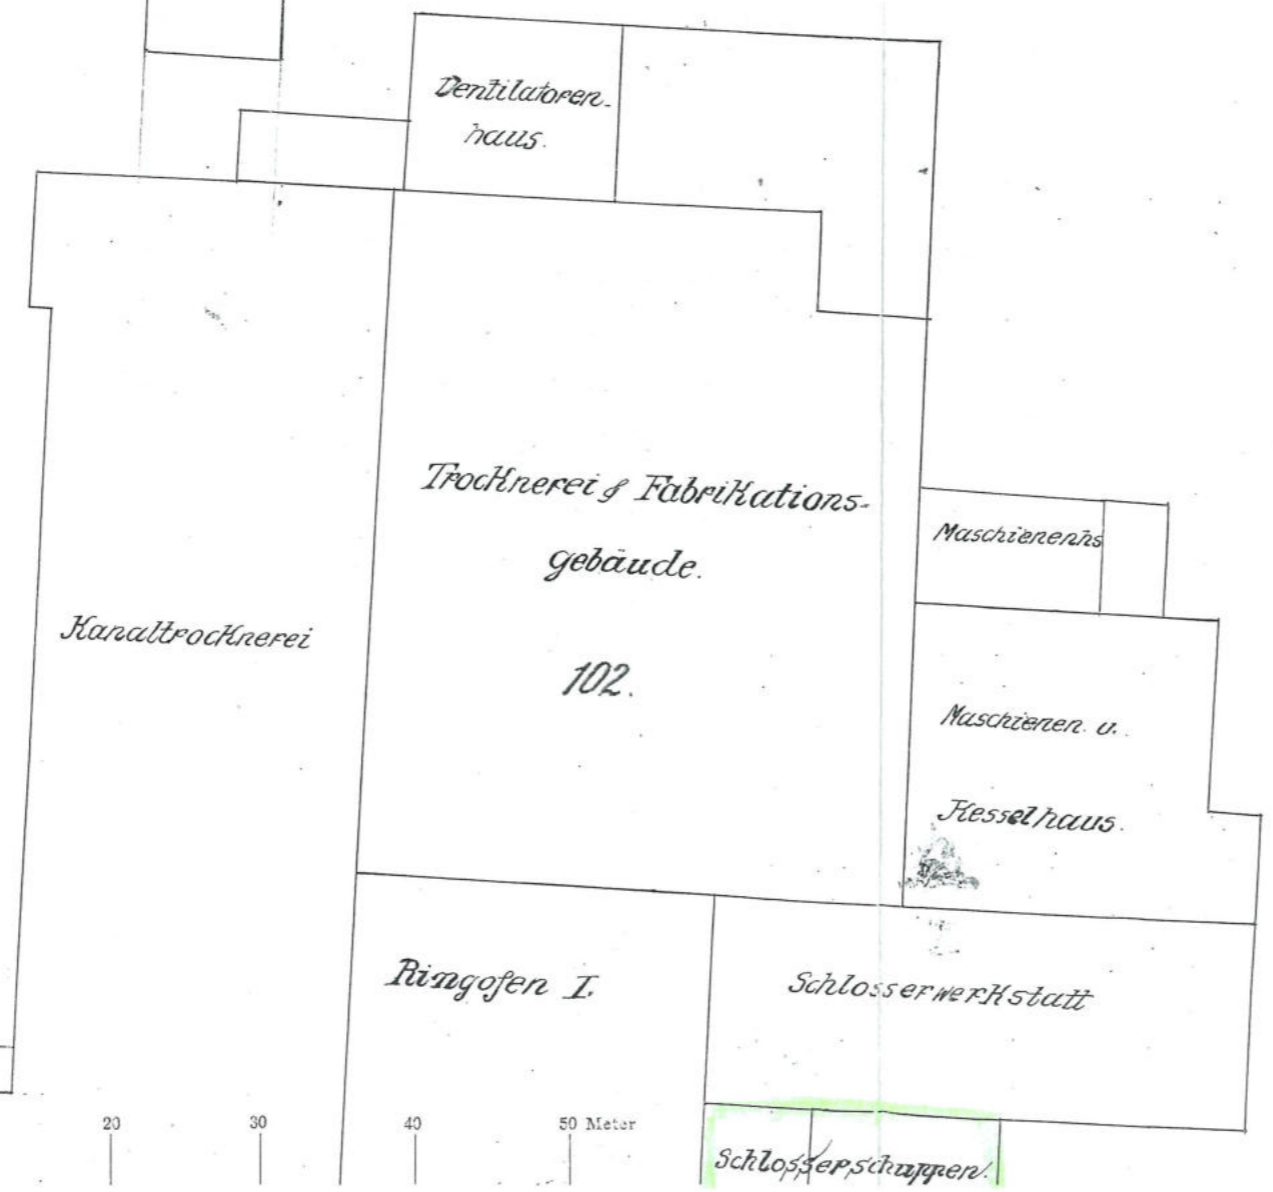 Ventilatoren-
haus.
Trocknerei & Fabrikations-
gebäude.
102.
Kanaltrocknerei
Maschienenhs
Maschienen u.
Kesselhaus.
Ringofen I.
Schlosserwerkstatt
Schlosserschuppen.
20 30 40 50 Meter